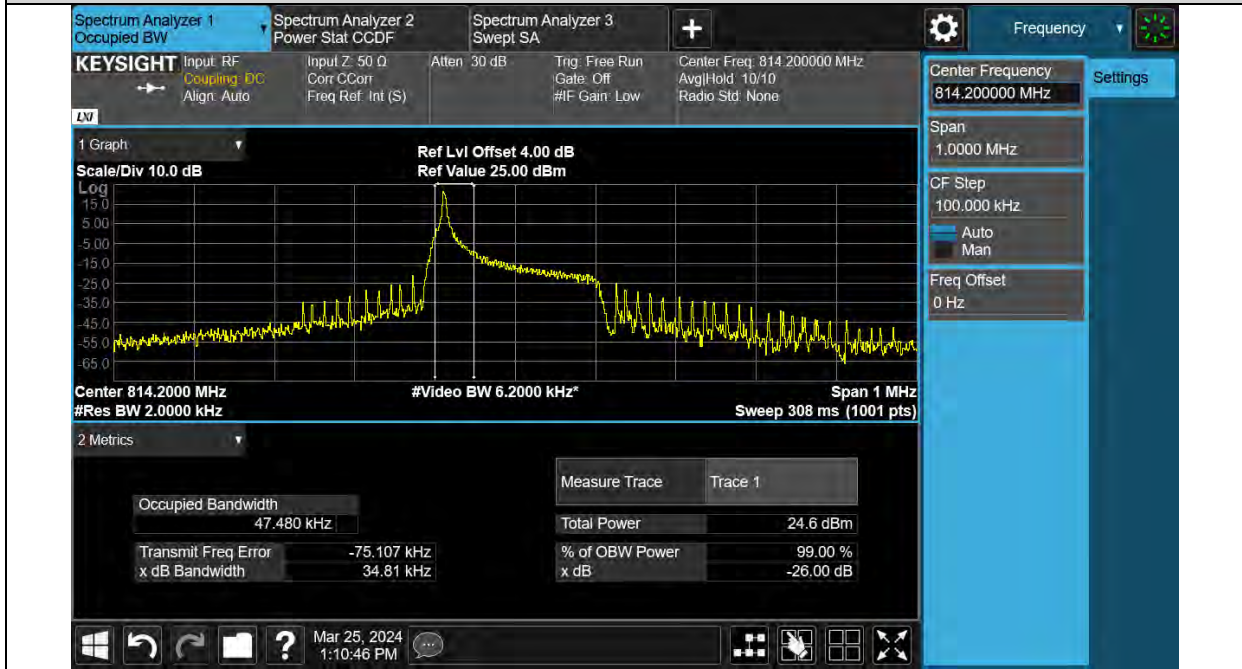 Spectrum Analyzer 1
Occupied BW
Spectrum Analyzer 2
Power Stat CCDF
Spectrum Analyzer 3
Swept SA
Frequency
KEYSIGHT
Input: RF
Coupling: DC
Align: Auto
Input Z: 50 Ω
Corr CCorr
Freq Ref: Int (S)
Atten: 30 dB
Trig: Free Run
Gate: Off
#IF Gain: Low
Center Freq: 814.200000 MHz
Avg|Hold: 10/10
Radio Std: None
LXI
Center Frequency
814.200000 MHz
Settings
Span
1.0000 MHz
CF Step
100.000 kHz
Auto
Man
Freq Offset
0 Hz
1 Graph
Scale/Div 10.0 dB
Ref Lvl Offset 4.00 dB
Ref Value 25.00 dBm
Log
15.0
5.00
-5.00
-15.0
-25.0
-35.0
-45.0
-55.0
-65.0
Center 814.2000 MHz
#Video BW 6.2000 kHz*
Span 1 MHz
#Res BW 2.0000 kHz
Sweep 308 ms (1001 pts)
2 Metrics
Measure Trace
Trace 1
Occupied Bandwidth
47.480 kHz
Total Power
24.6 dBm
Transmit Freq Error
-75.107 kHz
% of OBW Power
99.00 %
x dB Bandwidth
34.81 kHz
x dB
-26.00 dB
?
Mar 25, 2024
1:10:46 PM